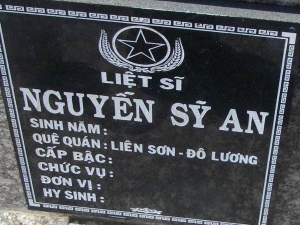 LIỆT SĨ
NGUYỄN SỸ AN
SINH NĂM :
QUÊ QUÁN : LIÊN SƠN - ĐÔ LƯƠNG
CẤP BẬC :
CHỨC VỤ :
ĐƠN VỊ :
HY SINH :